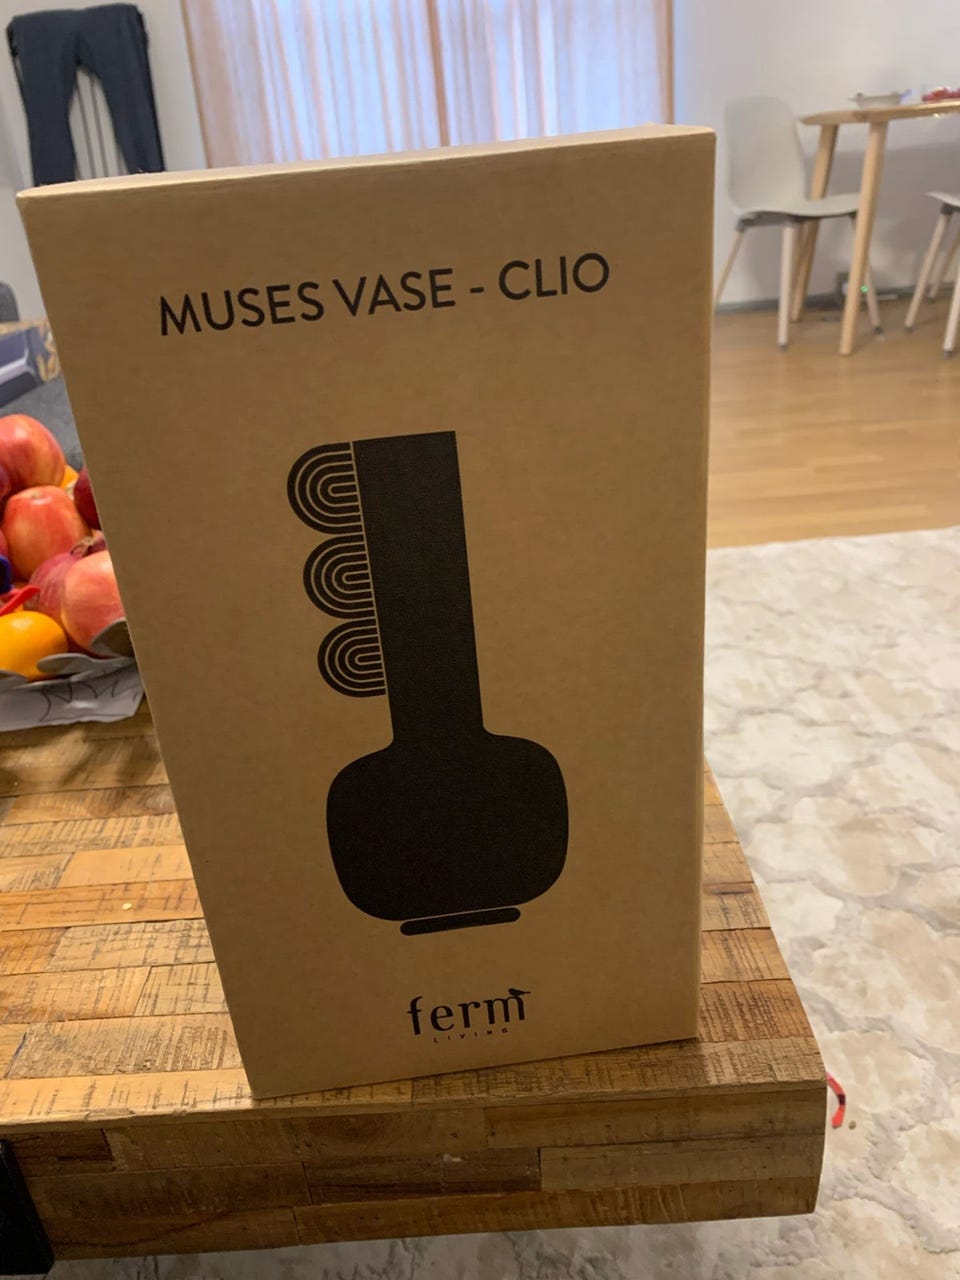 MUSES VASE - CLIO
ferm
LIVING